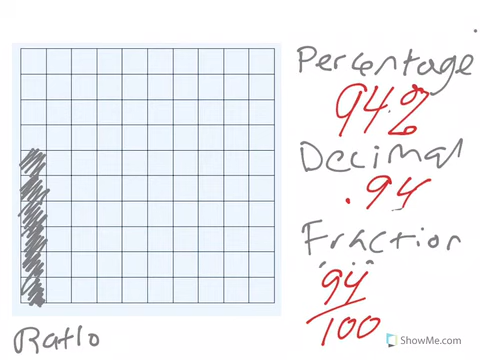 Percentage
94%
Decimal
.94
Fraction
94
100
Ratio
ShowMe.com